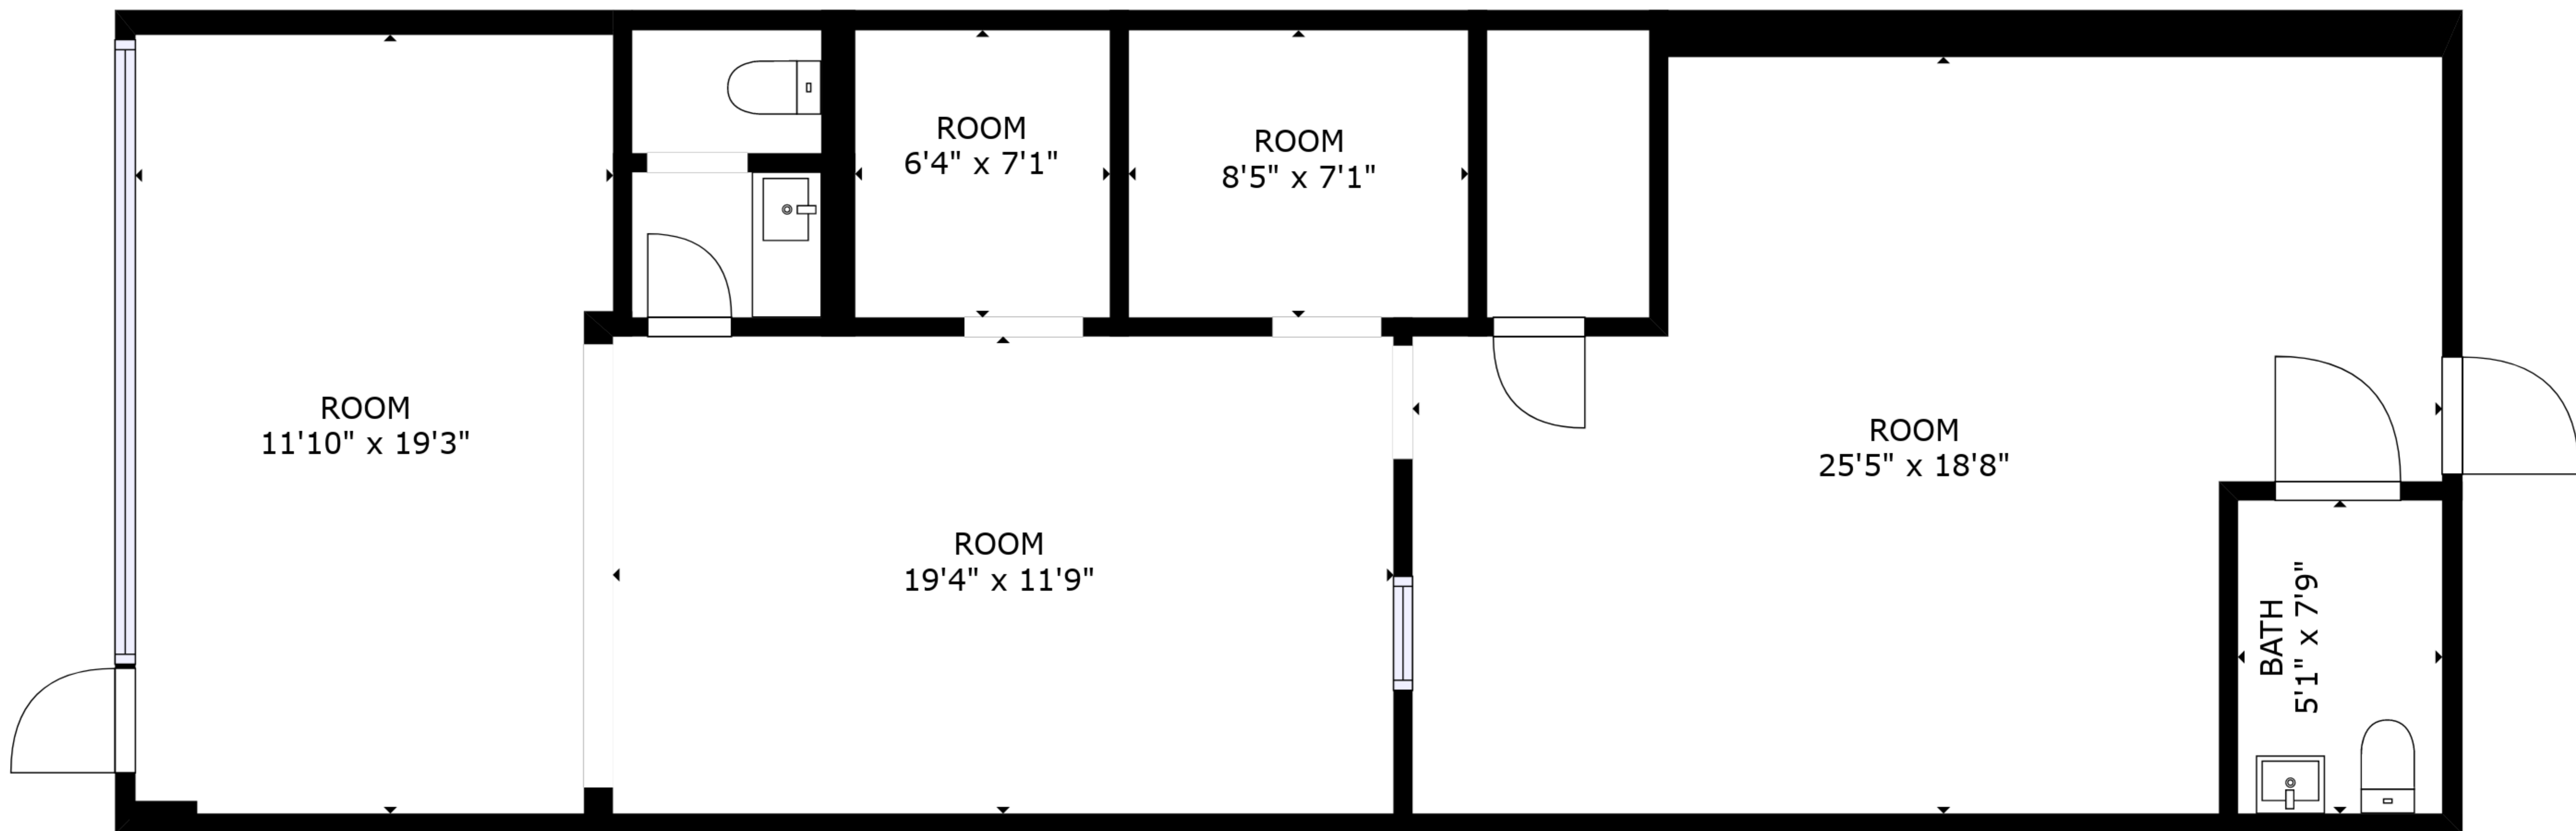 ROOM
6'4" x 7'1"
ROOM
8'5" x 7'1"
ROOM
11'10" x 19'3"
ROOM
19'4" x 11'9"
ROOM
25'5" x 18'8"
BATH
5'1" x 7'9"